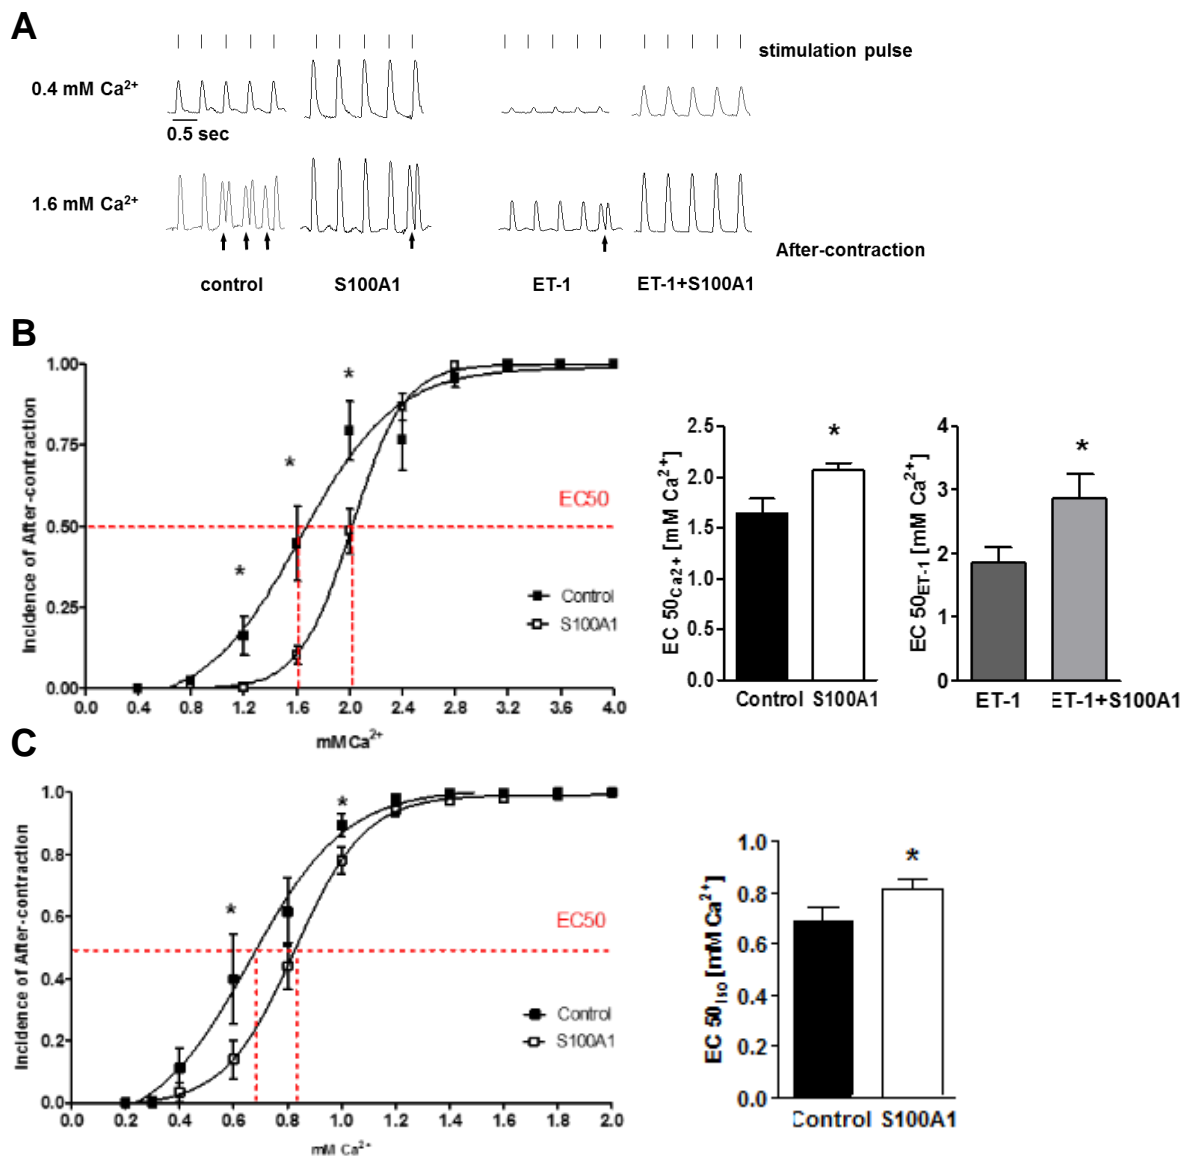 A
stimulation pulse
0.4 mM Ca²⁺
0.5 sec
1.6 mM Ca²⁺
After-contraction
control S100A1 ET-1 ET-1+S100A1
B
Incidence of After-contraction
1.00
0.75
0.50
0.25
0.00
* * *
EC50
Control
S100A1
0.0 0.4 0.8 1.2 1.6 2.0 2.4 2.8 3.2 3.6 4.0
mM Ca²⁺
EC 50Ca2+ [mM Ca²⁺]
2.5
2.0
1.5
1.0
0.5
0.0
*
Control S100A1
EC 50ET-1 [mM Ca²⁺]
4
3
2
1
0
*
ET-1 ET-1+S100A1
C
Incidence of After-contraction
1.0
0.8
0.6
0.4
0.2
0.0
* *
EC50
Control
S100A1
0.0 0.2 0.4 0.6 0.8 1.0 1.2 1.4 1.6 1.8 2.0
mM Ca²⁺
EC 50Iso [mM Ca²⁺]
1.0
0.8
0.6
0.4
0.2
0.0
*
Control S100A1